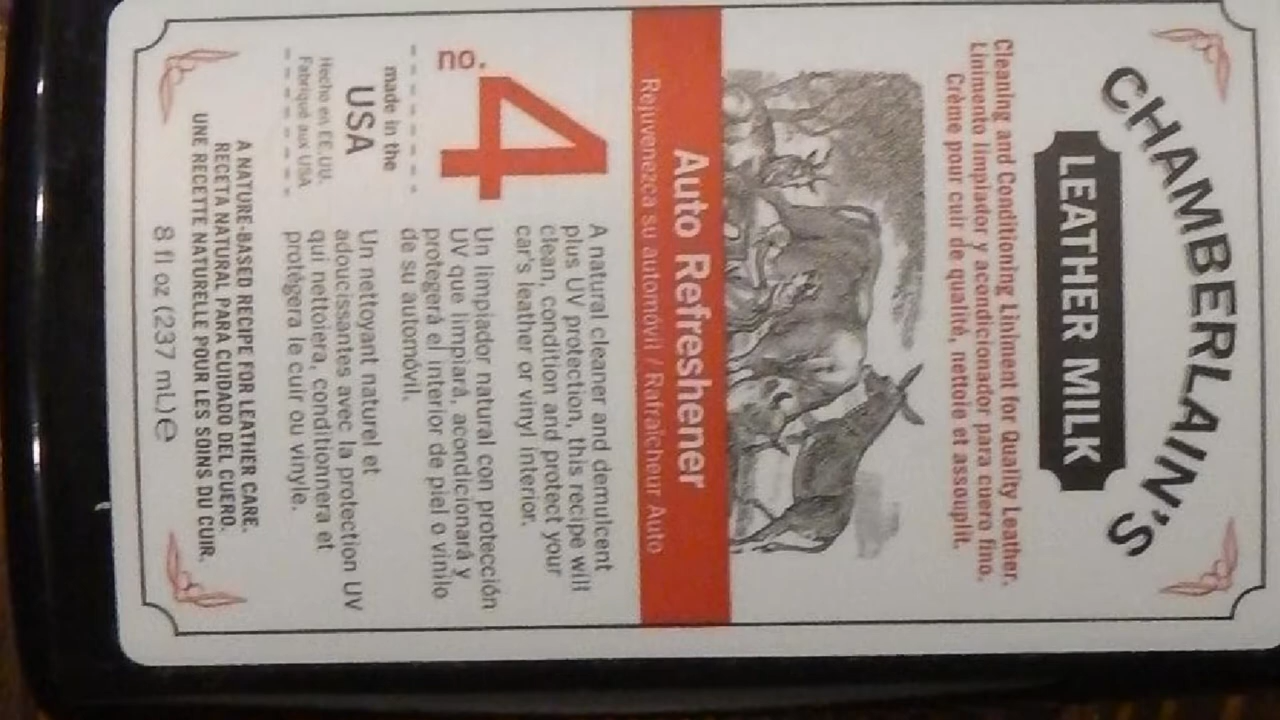 CHAMBERLAIN'S
LEATHER MILK
Cleaning and Conditioning Liniment for Quality Leather.
Linimento limpiador y acondicionador para cuero fino.
Crème pour cuir de qualité, nettoie et assouplit.
Auto Refreshener
Rejuvenezca su automóvil / Rafraîcheur Auto
no. 4
made in the
USA
Hecho en EE.UU.
Fabriqué aus USA
A natural cleaner and demulcent
plus UV protection, this recipe will
clean, condition and protect your
car's leather or vinyl interior.
Un limpiador natural con protección
UV que limpiará, acondicionará y
protegerá el interior de piel o vinilo
de su automóvil.
Un nettoyant naturel et
adoucissantes avec la protection UV
qui nettoiera, conditionnera et
protégera le cuir ou vinyle.
A NATURE-BASED RECIPE FOR LEATHER CARE.
RECETA NATURAL PARA CUIDADO DEL CUERO.
UNE RECETTE NATURELLE POUR LES SOINS DU CUIR.
8 fl oz (237 mL) ℮